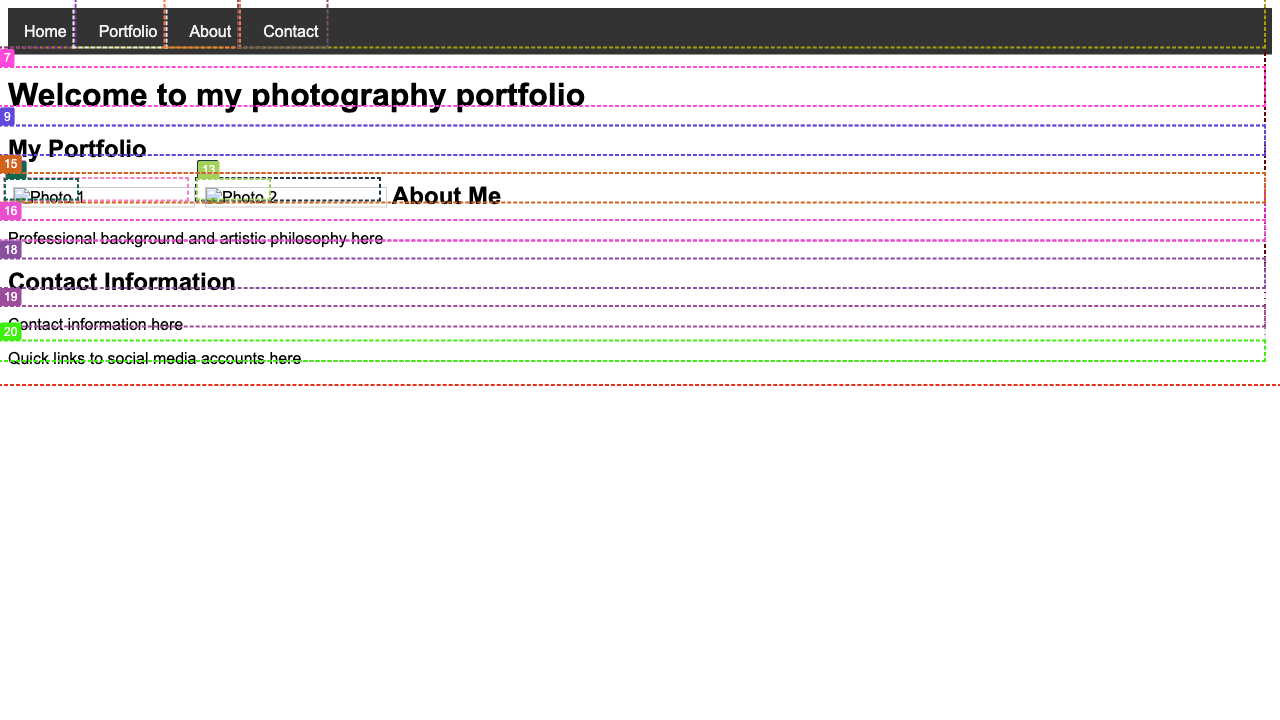 Home Portfolio About Contact
7
Welcome to my photography portfolio
9
My Portfolio
15
13
Photo 1 Photo 2 About Me
16
Professional background and artistic philosophy here
18
Contact Information
19
Contact information here
20
Quick links to social media accounts here